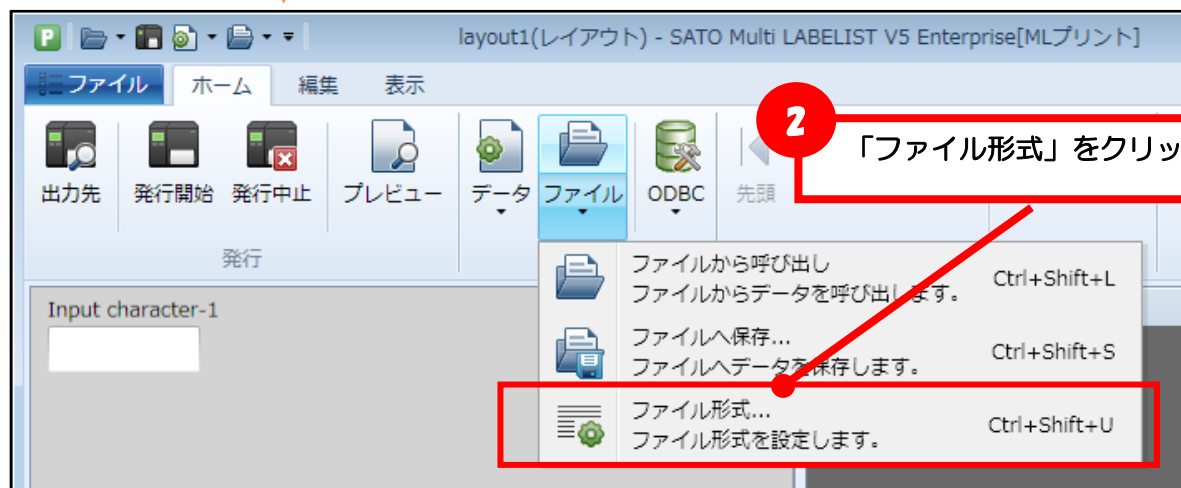 layout1(レイアウト) - SATO Multi LABELIST V5 Enterprise[MLプリント]
ファイル ホーム 編集 表示
2
「ファイル形式」をクリッ
出力先 発行開始 発行中止 プレビュー データ ファイル ODBC 先頭
発行
ファイルから呼び出し
ファイルからデータを呼び出します。 Ctrl+Shift+L
Input character-1
ファイルへ保存...
ファイルへデータを保存します。 Ctrl+Shift+S
ファイル形式...
ファイル形式を設定します。 Ctrl+Shift+U